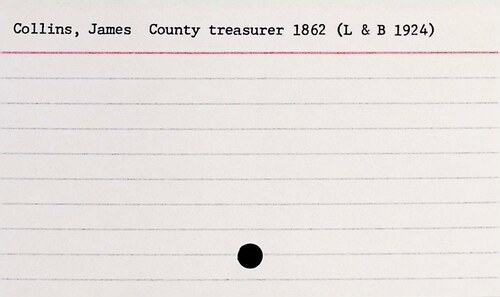 Collins, James  County treasurer 1862 (L & B 1924)